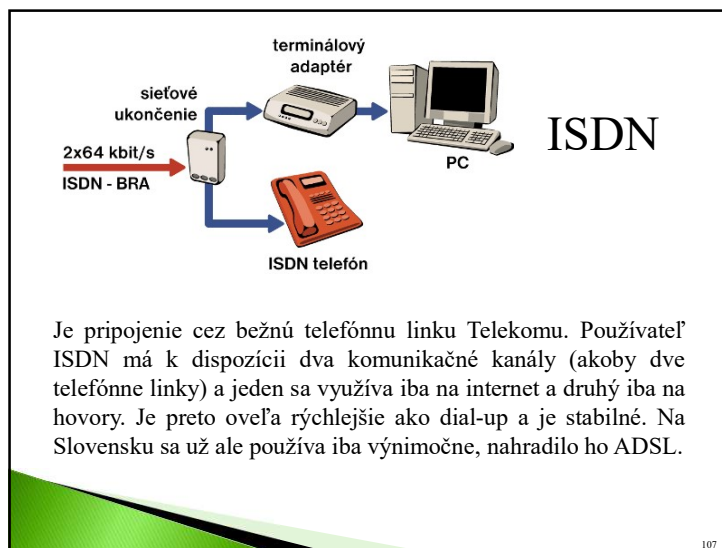 terminálový
adaptér
sieťové
ukončenie
2x64 kbit/s
ISDN - BRA
PC
ISDN
ISDN telefón
Je pripojenie cez bežnú telefónnu linku Telekomu. Používateľ
ISDN má k dispozícii dva komunikačné kanály (akoby dve
telefónne linky) a jeden sa využíva iba na internet a druhý iba na
hovory. Je preto oveľa rýchlejšie ako dial-up a je stabilné. Na
Slovensku sa už ale používa iba výnimočne, nahradilo ho ADSL.
107